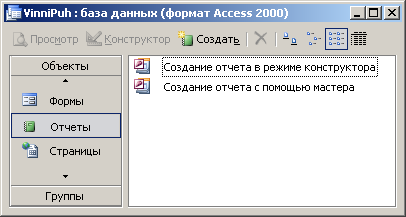 VinniPuh : база данных (формат Access 2000)
Просмотр Конструктор Создать
Объекты
Формы
Отчеты
Страницы
Группы
Создание отчета в режиме конструктора
Создание отчета с помощью мастера